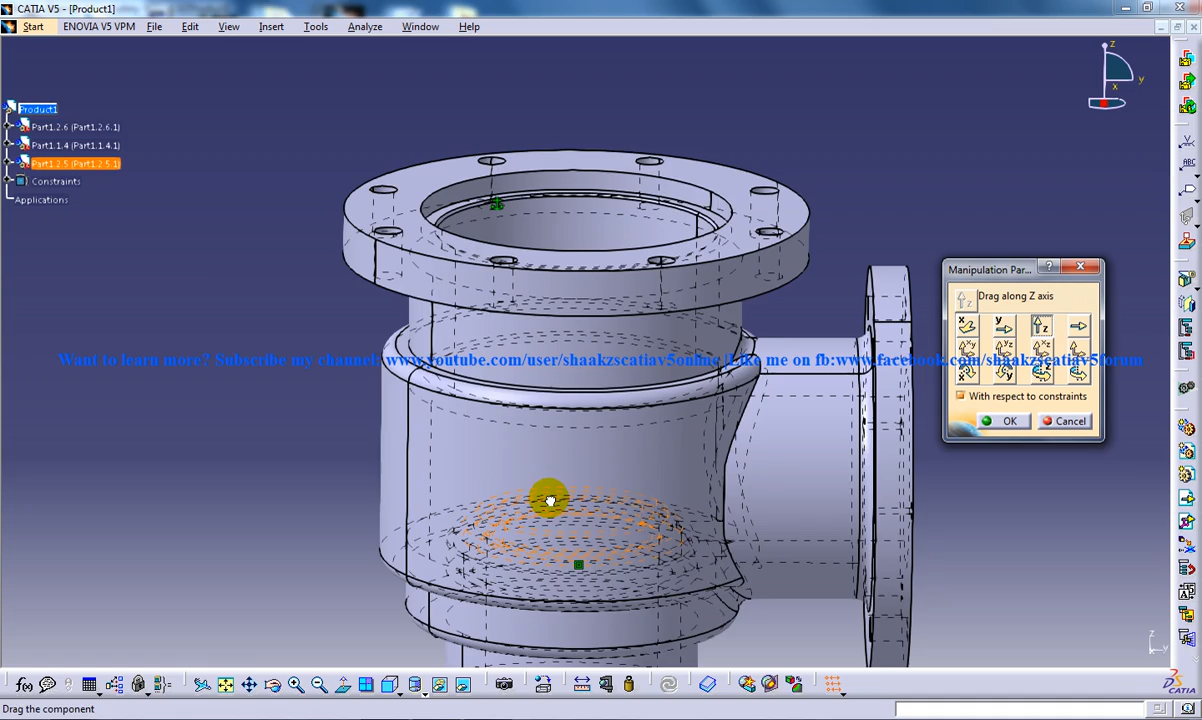 CATIA V5 - [Product1]
Start ENOVIA V5 VPM File Edit View Insert Tools Analyze Window Help
z
y
x
Product1
Part1.2.6 (Part1.2.6.1)
Part1.1.4 (Part1.1.4.1)
Part1.2.5 (Part1.2.5.1)
Constraints
Applications
Manipulation Par...
Drag along Z axis
With respect to constraints
OK Cancel
Want to learn more? Subscribe my channel: www.youtube.com/user/shaakzscatiav5online |Like me on fb:www.facebook.com/shaakzscatiav5forum
CATIA
Drag the component